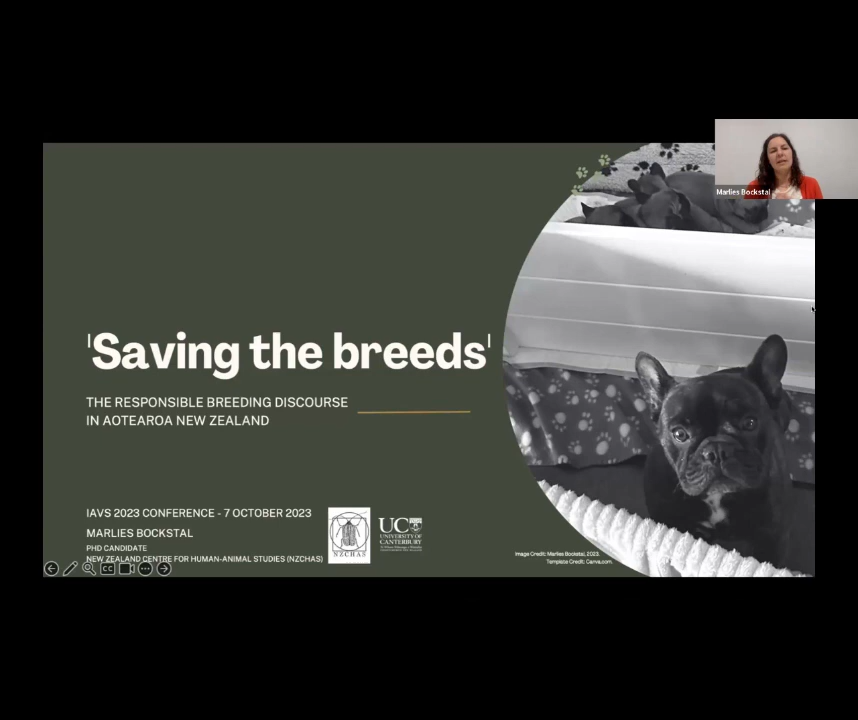 Marlies Bockstal
'Saving the breeds'
THE RESPONSIBLE BREEDING DISCOURSE
IN AOTEAROA NEW ZEALAND
IAVS 2023 CONFERENCE - 7 OCTOBER 2023
MARLIES BOCKSTAL
PHD CANDIDATE
NEW ZEALAND CENTRE FOR HUMAN-ANIMAL STUDIES (NZCHAS)
NZCHAS
UC
UNIVERSITY OF
CANTERBURY
Image Credit: Marlies Bockstal, 2023.
Template Credit: Canva.com.
CC